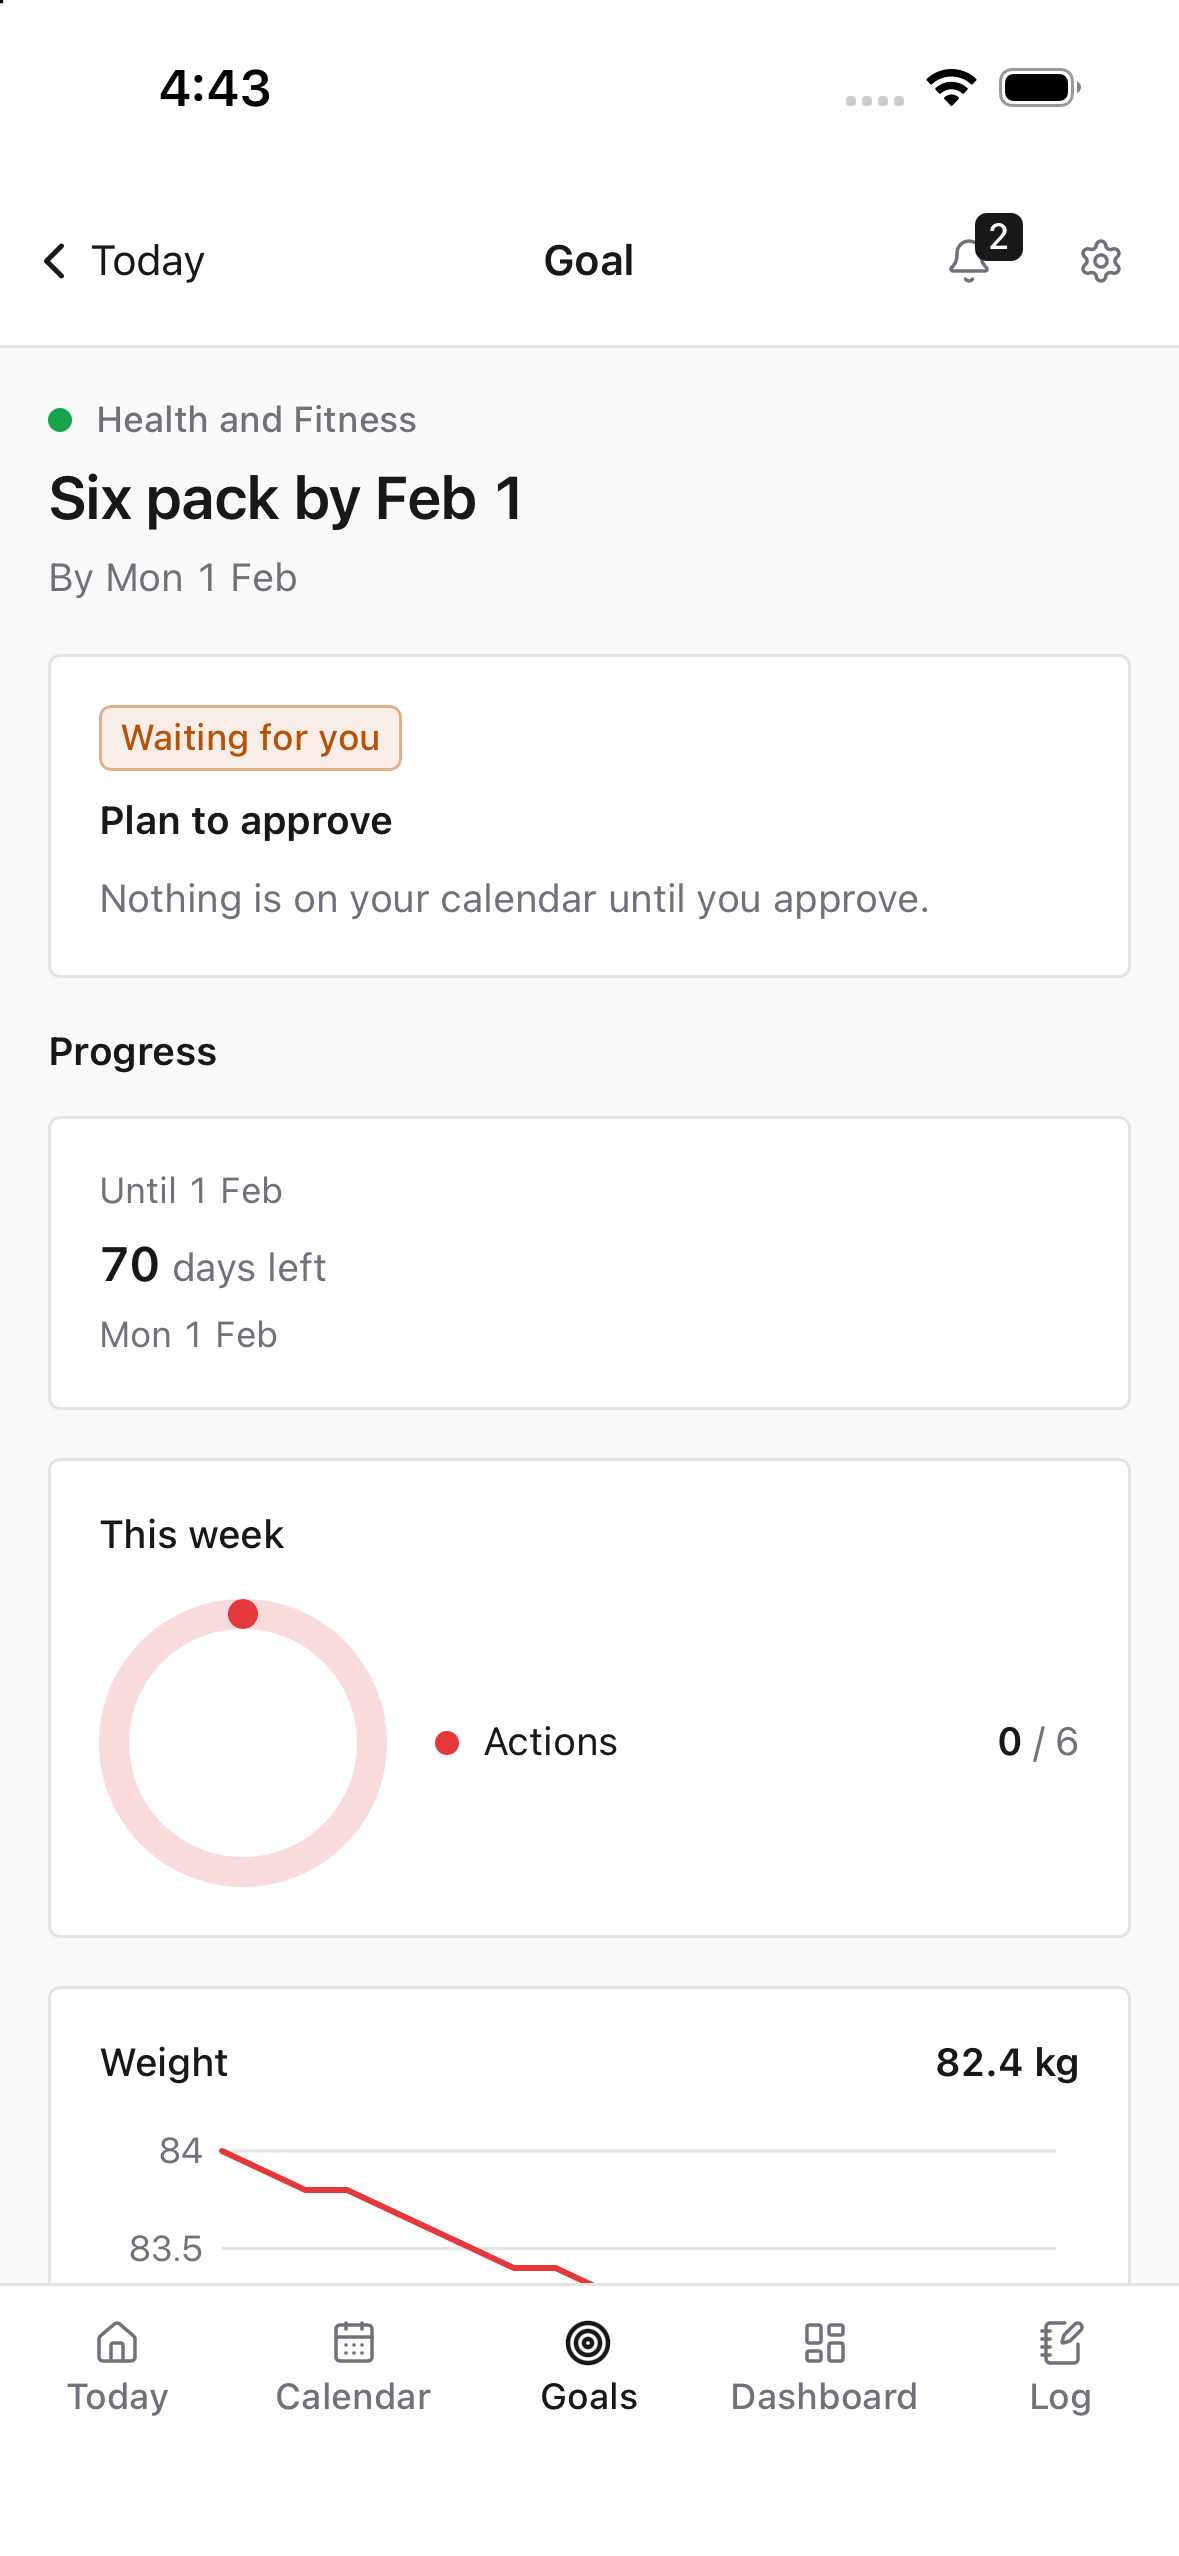 4:43
Today
Goal
2
Health and Fitness
Six pack by Feb 1
By Mon 1 Feb
Waiting for you
Plan to approve
Nothing is on your calendar until you approve.
Progress
Until 1 Feb
70 days left
Mon 1 Feb
This week
Actions
0 / 6
Weight
82.4 kg
84
83.5
Today
Calendar
Goals
Dashboard
Log